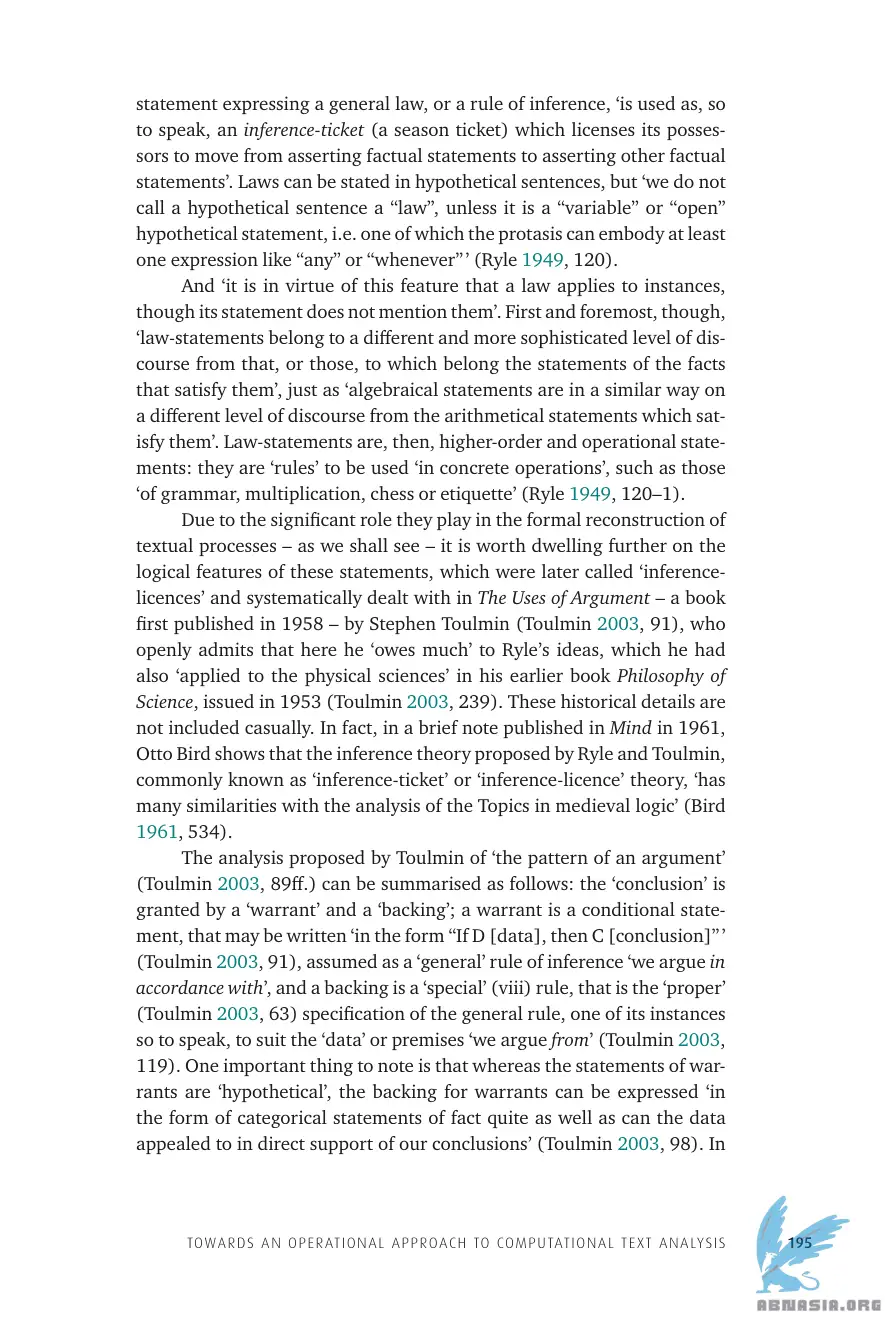 statement expressing a general law, or a rule of inference, ‘is used as, so
to speak, an inference-ticket (a season ticket) which licenses its posses-
sors to move from asserting factual statements to asserting other factual
statements’. Laws can be stated in hypothetical sentences, but ‘we do not
call a hypothetical sentence a “law”, unless it is a “variable” or “open”
hypothetical statement, i.e. one of which the protasis can embody at least
one expression like “any” or “whenever”’ (Ryle 1949, 120).
And ‘it is in virtue of this feature that a law applies to instances,
though its statement does not mention them’. First and foremost, though,
‘law-statements belong to a different and more sophisticated level of dis-
course from that, or those, to which belong the statements of the facts
that satisfy them’, just as ‘algebraical statements are in a similar way on
a different level of discourse from the arithmetical statements which sat-
isfy them’. Law-statements are, then, higher-order and operational state-
ments: they are ‘rules’ to be used ‘in concrete operations’, such as those
‘of grammar, multiplication, chess or etiquette’ (Ryle 1949, 120–1).
Due to the significant role they play in the formal reconstruction of
textual processes – as we shall see – it is worth dwelling further on the
logical features of these statements, which were later called ‘inference-
licences’ and systematically dealt with in The Uses of Argument – a book
first published in 1958 – by Stephen Toulmin (Toulmin 2003, 91), who
openly admits that here he ‘owes much’ to Ryle’s ideas, which he had
also ‘applied to the physical sciences’ in his earlier book Philosophy of
Science, issued in 1953 (Toulmin 2003, 239). These historical details are
not included casually. In fact, in a brief note published in Mind in 1961,
Otto Bird shows that the inference theory proposed by Ryle and Toulmin,
commonly known as ‘inference-ticket’ or ‘inference-licence’ theory, ‘has
many similarities with the analysis of the Topics in medieval logic’ (Bird
1961, 534).
The analysis proposed by Toulmin of ‘the pattern of an argument’
(Toulmin 2003, 89ff.) can be summarised as follows: the ‘conclusion’ is
granted by a ‘warrant’ and a ‘backing’; a warrant is a conditional state-
ment, that may be written ‘in the form “If D [data], then C [conclusion]”’
(Toulmin 2003, 91), assumed as a ‘general’ rule of inference ‘we argue in
accordance with’, and a backing is a ‘special’ (viii) rule, that is the ‘proper’
(Toulmin 2003, 63) specification of the general rule, one of its instances
so to speak, to suit the ‘data’ or premises ‘we argue from’ (Toulmin 2003,
119). One important thing to note is that whereas the statements of war-
rants are ‘hypothetical’, the backing for warrants can be expressed ‘in
the form of categorical statements of fact quite as well as can the data
appealed to in direct support of our conclusions’ (Toulmin 2003, 98). In
TOWARDS AN OPERATIONAL APPROACH TO COMPUTATIONAL TEXT ANALYSIS 195
ABNASIA.ORG